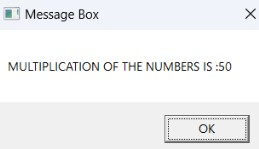 Message Box
MULTIPLICATION OF THE NUMBERS IS :50
OK